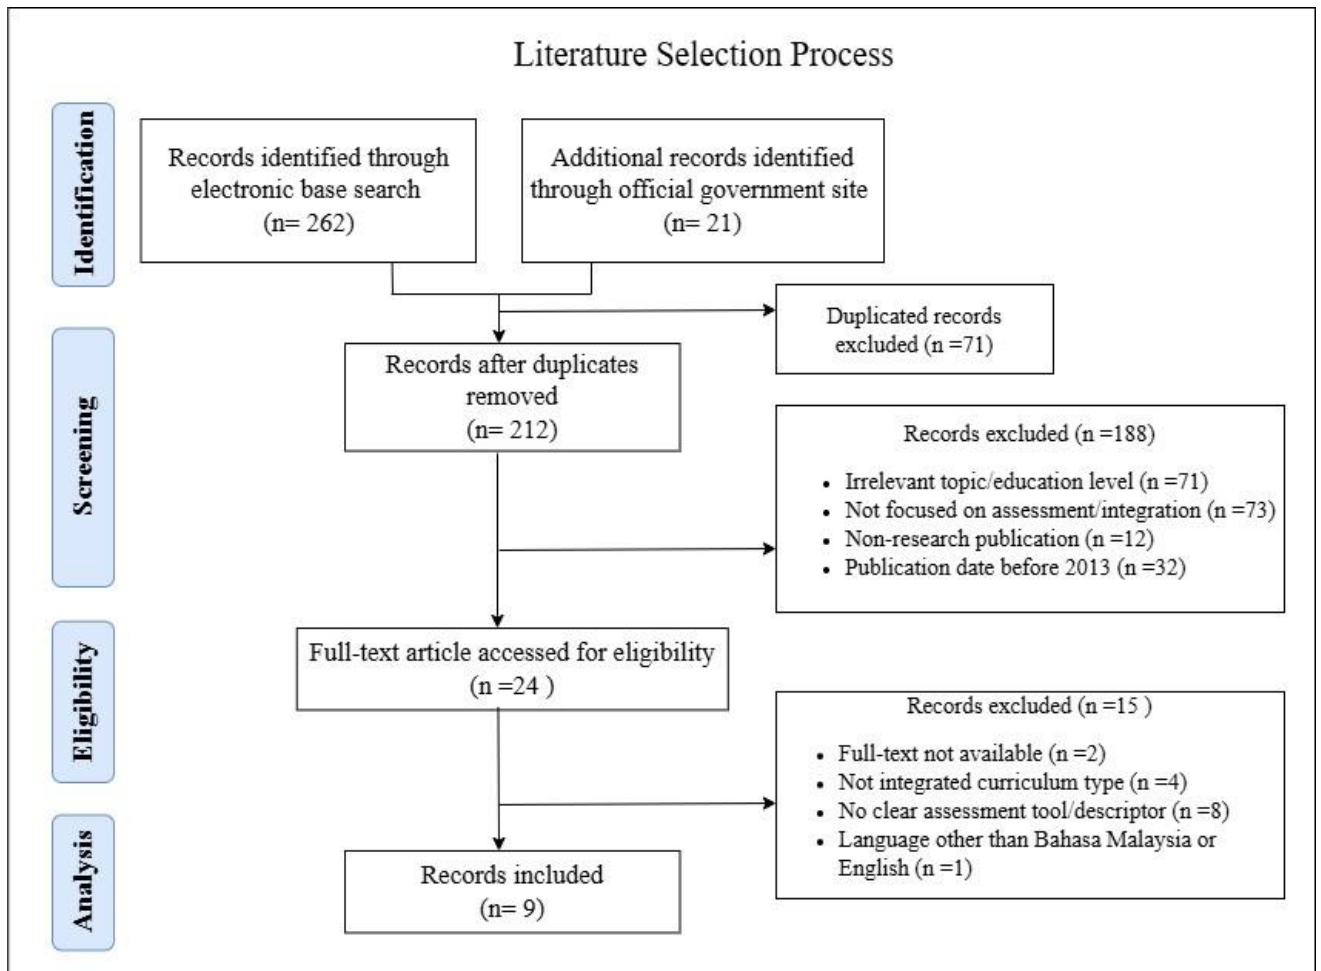 Literature Selection Process
Identification
Records identified through
electronic base search
(n= 262)
Additional records identified
through official government site
(n= 21)
Duplicated records
excluded (n =71)
Screening
Records after duplicates
removed
(n= 212)
Records excluded (n =188)
• Irrelevant topic/education level (n =71)
• Not focused on assessment/integration (n =73)
• Non-research publication (n =12)
• Publication date before 2013 (n =32)
Eligibility
Full-text article accessed for eligibility
(n =24 )
Records excluded (n =15 )
• Full-text not available (n =2)
• Not integrated curriculum type (n =4)
• No clear assessment tool/descriptor (n =8)
• Language other than Bahasa Malaysia or
English (n =1)
Analysis
Records included
(n= 9)